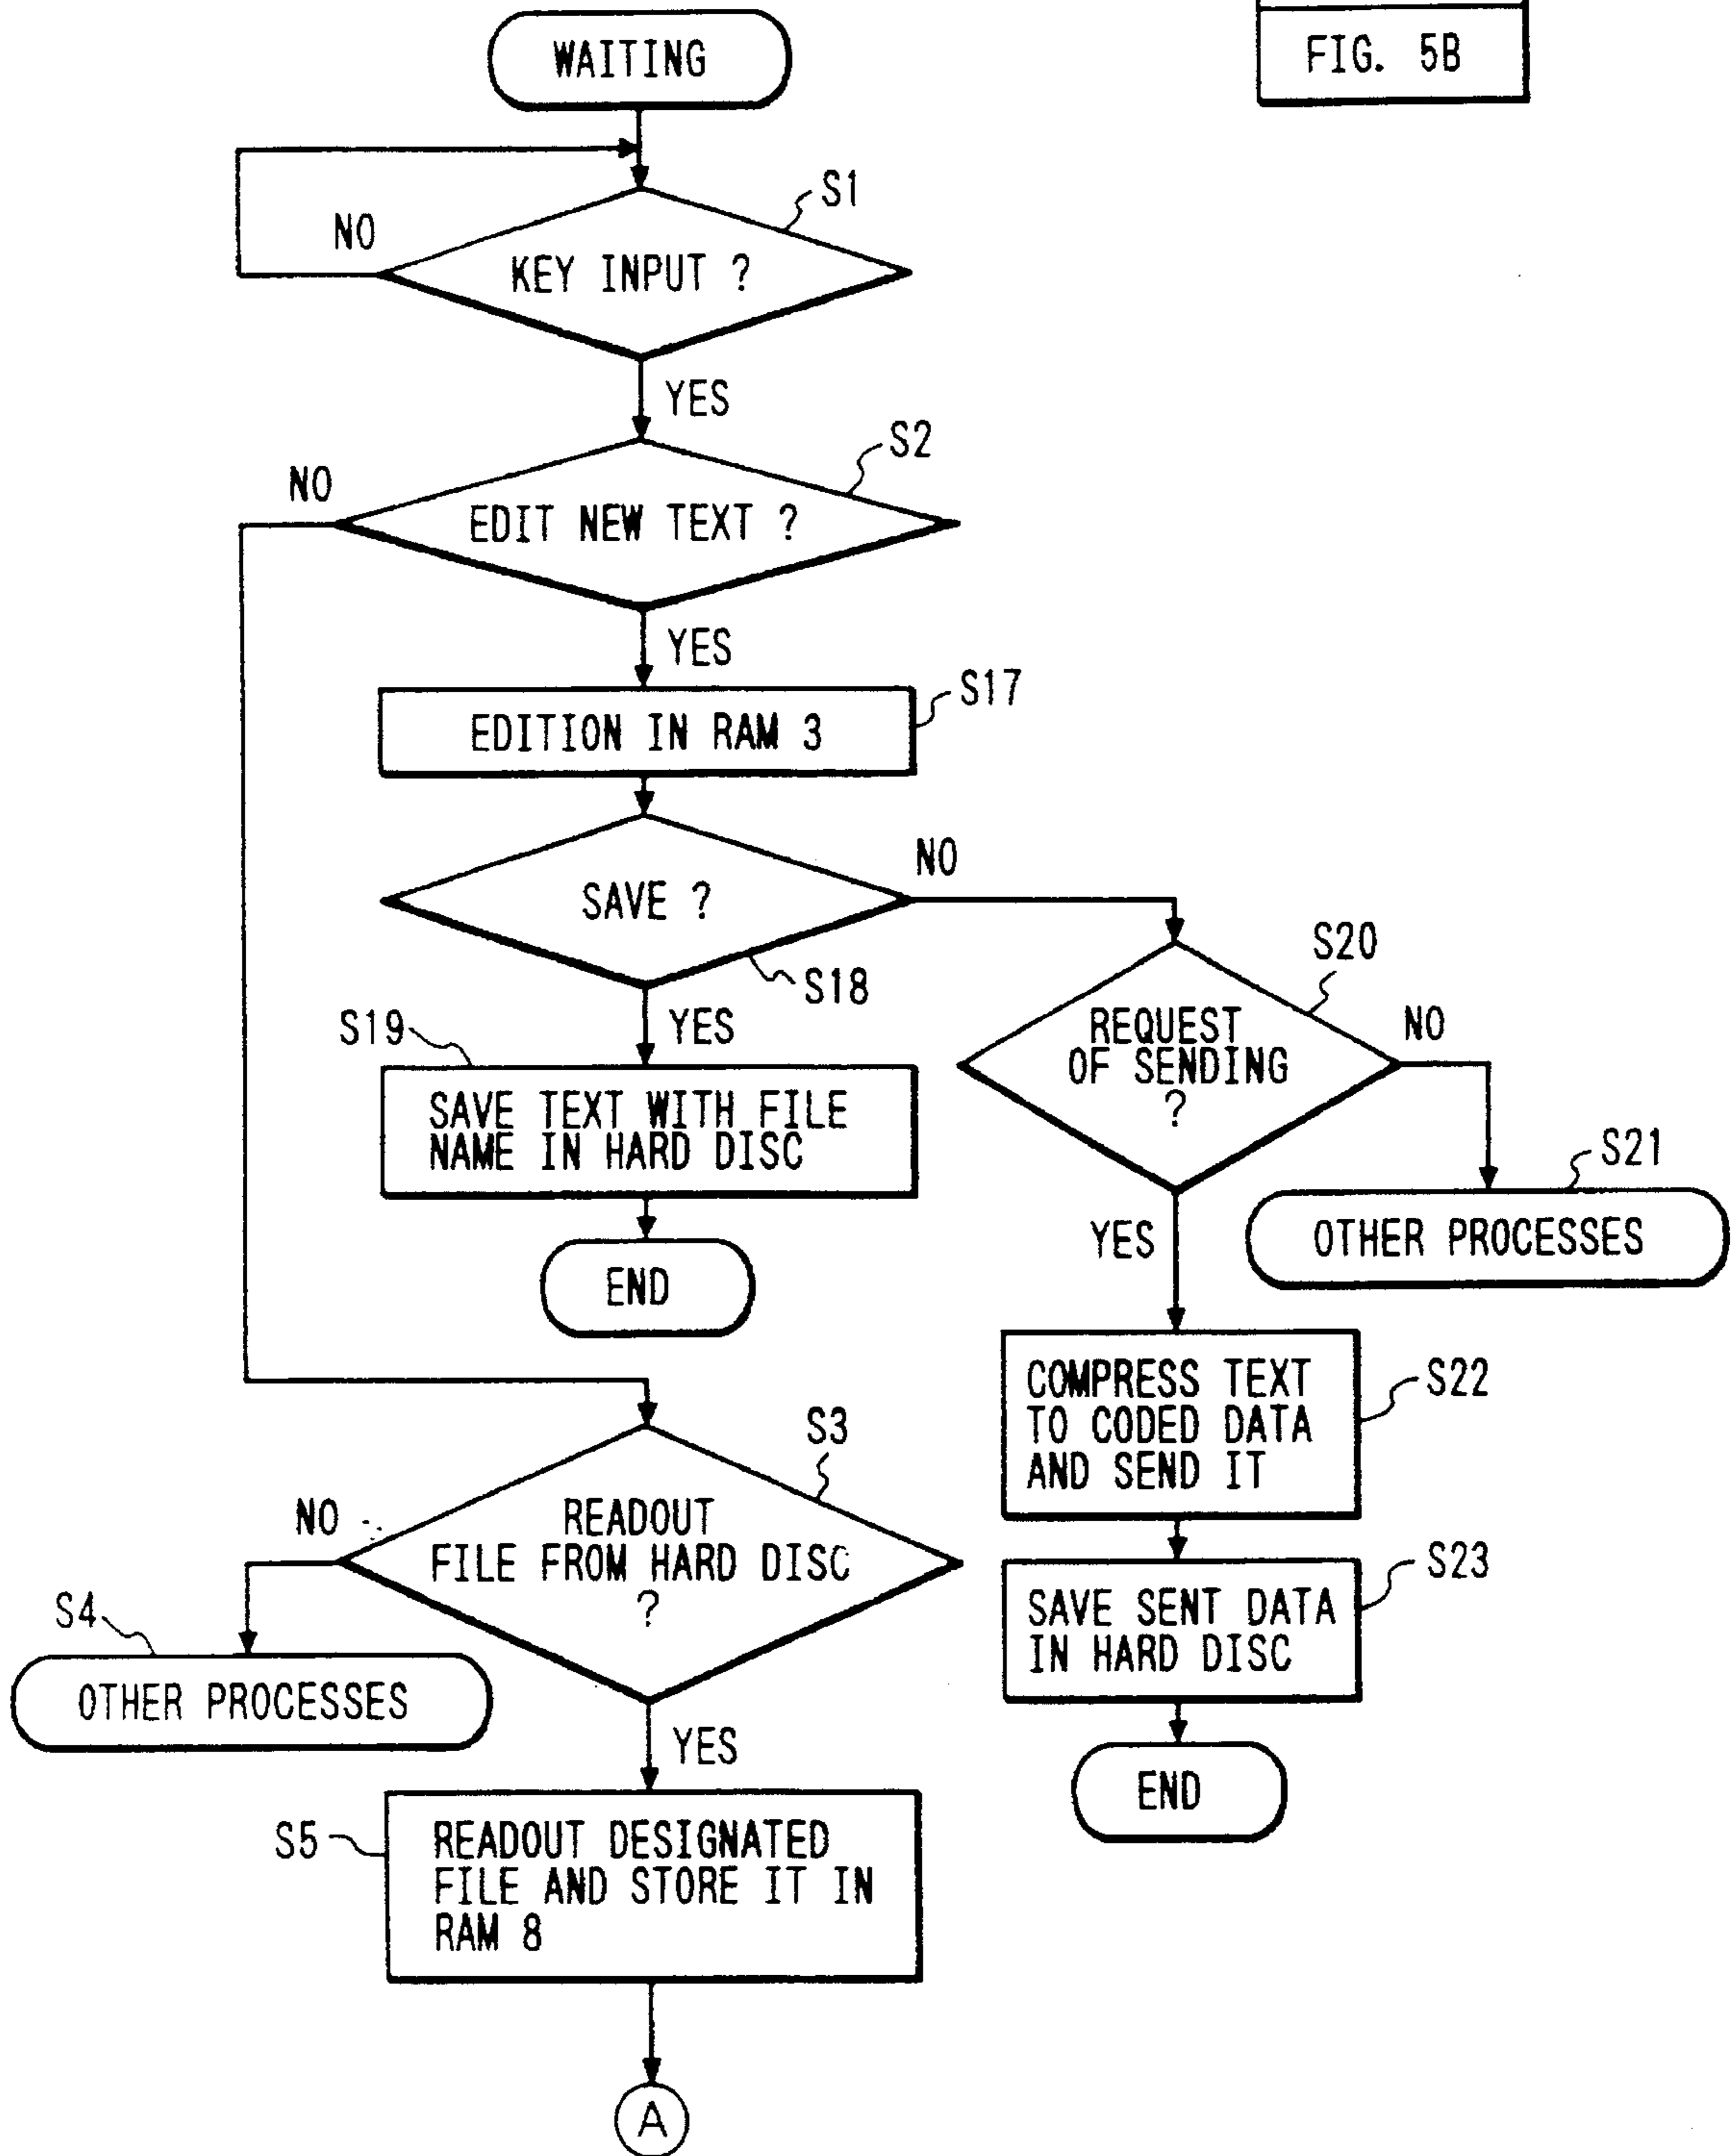 FIG. 5B
WAITING
S1
NO
KEY INPUT ?
YES
S2
NO
EDIT NEW TEXT ?
YES
S17
EDITION IN RAM 3
NO
SAVE ?
S18
S20
YES
S19
REQUEST
OF SENDING
?
NO
SAVE TEXT WITH FILE
NAME IN HARD DISC
S21
YES
OTHER PROCESSES
END
COMPRESS TEXT
TO CODED DATA
AND SEND IT
S22
S3
NO
READOUT
FILE FROM HARD DISC
?
S23
SAVE SENT DATA
IN HARD DISC
S4
OTHER PROCESSES
YES
END
S5
READOUT DESIGNATED
FILE AND STORE IT IN
RAM 8
A